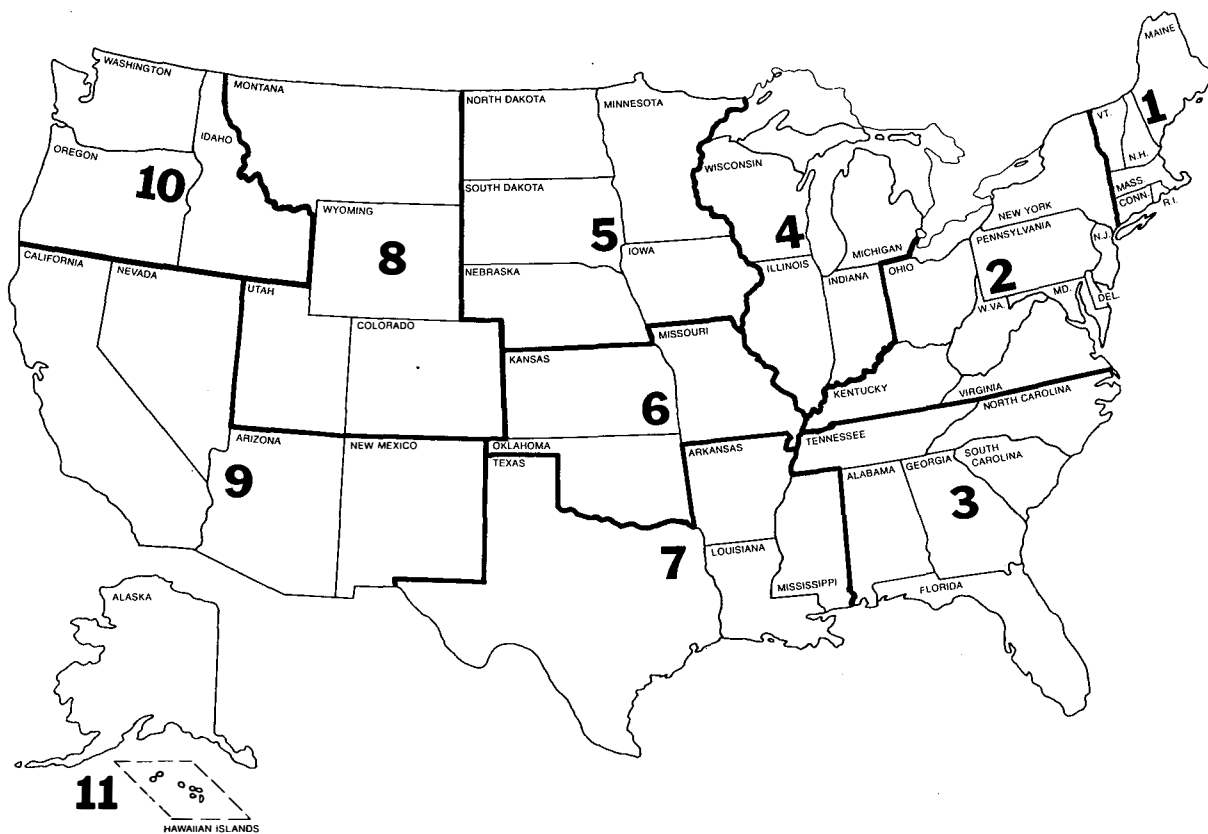 MAINE
WASHINGTON
MONTANA
NORTH DAKOTA
MINNESOTA
VT.
1
IDAHO
OREGON
10
WISCONSIN
N.H.
MASS.
CONN
R.I.
SOUTH DAKOTA
WYOMING
NEW YORK
5
4
8
IOWA
MICHIGAN
PENNSYLVANIA
N.J.
CALIFORNIA
NEVADA
UTAH
NEBRASKA
ILLINOIS
INDIANA
OHIO
2
MD.
DEL.
W.VA.
COLORADO
MISSOURI
KANSAS
6
KENTUCKY
VIRGINIA
NORTH CAROLINA
ARIZONA
NEW MEXICO
OKLAHOMA
TEXAS
ARKANSAS
TENNESSEE
ALABAMA
GEORGIA
SOUTH
CAROLINA
9
3
7
LOUISIANA
MISSISSIPPI
FLORIDA
ALASKA
11
HAWAIIAN ISLANDS